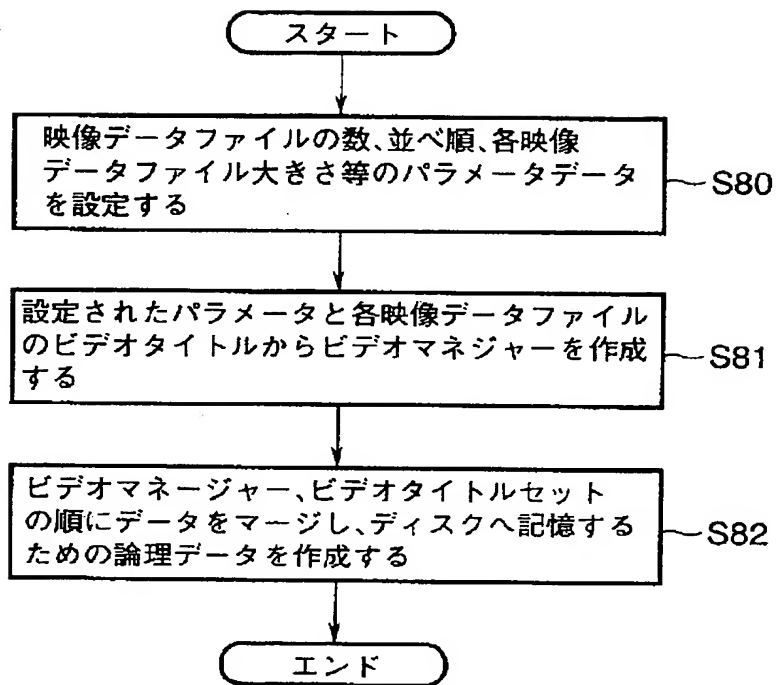 スタート
映像データファイルの数、並べ順、各映像
データファイル大きさ等のパラメータデータ
を設定する
S80
設定されたパラメータと各映像データファイル
のビデオタイトルからビデオマネジャーを作成
する
S81
ビデオマネージャー、ビデオタイトルセット
の順にデータをマージし、ディスクへ記憶する
ための論理データを作成する
S82
エンド